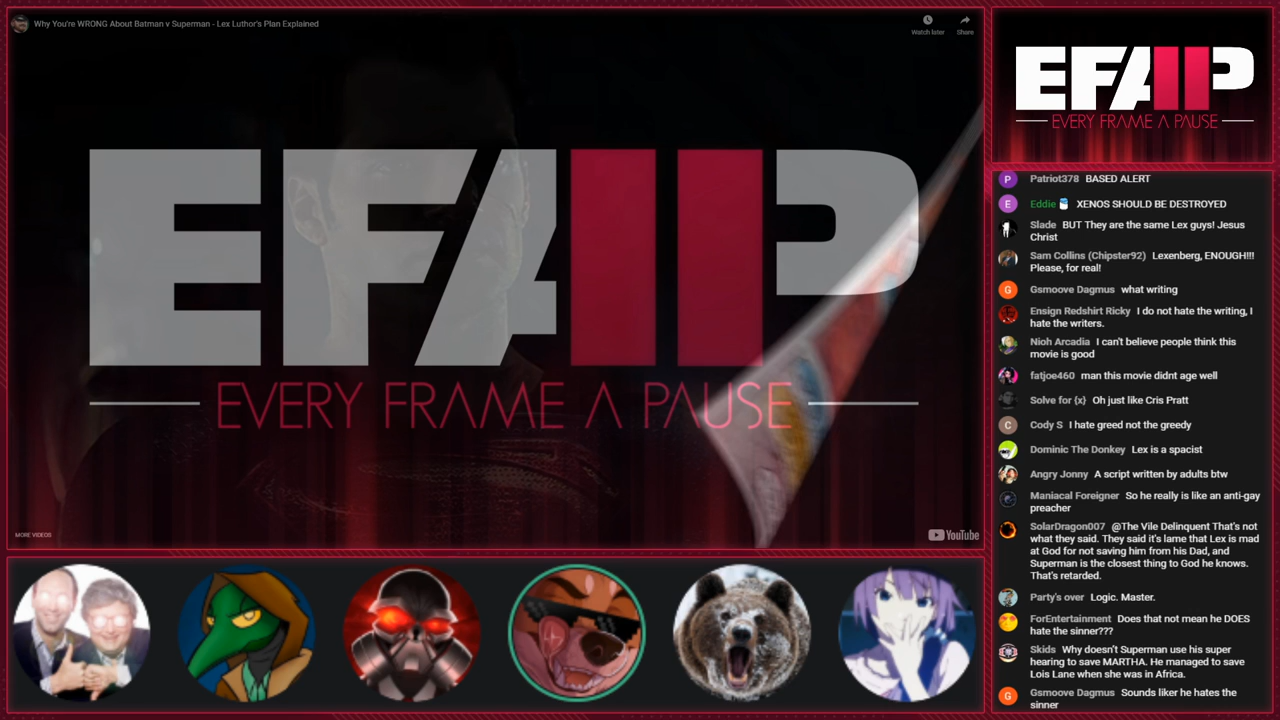 Why You're WRONG About Batman v Superman - Lex Luthor's Plan Explained
Watch later
Share
EFAP
EVERY FRAME A PAUSE
MORE VIDEOS
YouTube
EFAP
EVERY FRAME A PAUSE
P Patriot378 BASED ALERT
E Eddie XENOS SHOULD BE DESTROYED
Slade BUT They are the same Lex guys! Jesus
Christ
Sam Collins (Chipster92) Lexenberg, ENOUGH!!!
Please, for real!
G Gsmoove Dagmus what writing
Ensign Redshirt Ricky I do not hate the writing, I
hate the writers.
Nioh Arcadia I can't believe people think this
movie is good
fatjoe460 man this movie didnt age well
Solve for {x} Oh just like Cris Pratt
C Cody S I hate greed not the greedy
Dominic The Donkey Lex is a spacist
Angry Jonny A script written by adults btw
Maniacal Foreigner So he really is like an anti-gay
preacher
SolarDragon007 @The Vile Delinquent That's not
what they said. They said it's lame that Lex is mad
at God for not saving him from his Dad, and
Superman is the closest thing to God he knows.
That's retarded.
Party's over Logic. Master.
ForEntertainment Does that not mean he DOES
hate the sinner???
Skids Why doesn't Superman use his super
hearing to save MARTHA. He managed to save
Lois Lane when she was in Africa.
G Gsmoove Dagmus Sounds liker he hates the
sinner